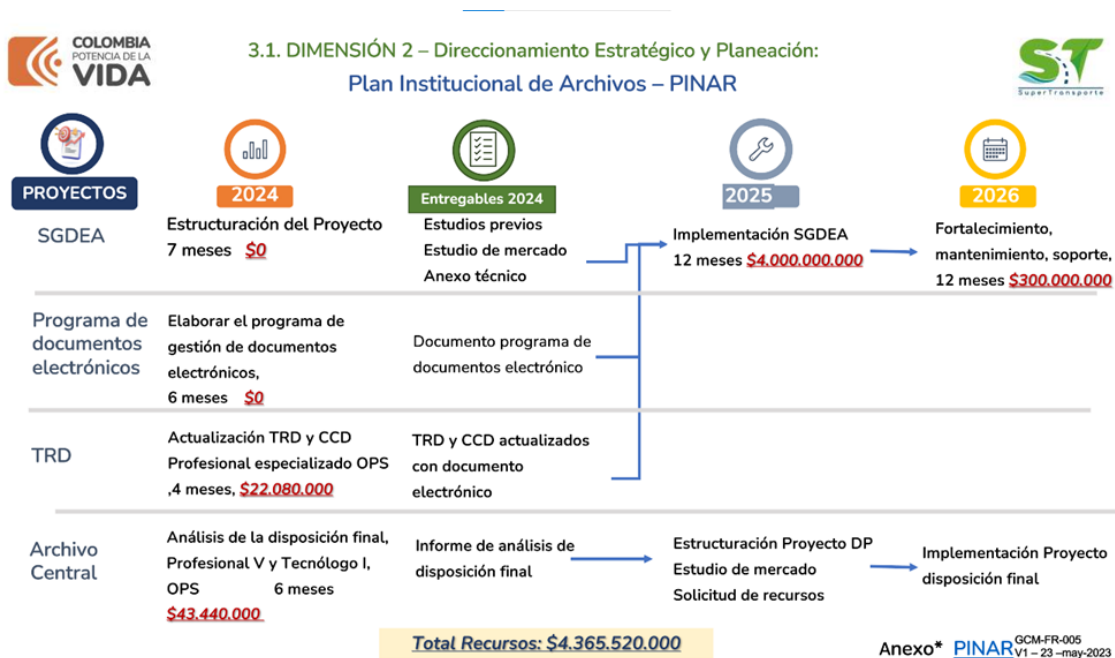 COLOMBIA
POTENCIA DE LA
VIDA
3.1. DIMENSIÓN 2 – Direccionamiento Estratégico y Planeación:
Plan Institucional de Archivos – PINAR
ST
SuperTransporte
PROYECTOS
2024
Entregables 2024
2025
2026
SGDEA
Estructuración del Proyecto
7 meses $0
Estudios previos
Estudio de mercado
Anexo técnico
Implementación SGDEA
12 meses $4.000.000.000
Fortalecimiento,
mantenimiento, soporte,
12 meses $300.000.000
Programa de
documentos
electrónicos
Elaborar el programa de
gestión de documentos
electrónicos,
6 meses $0
Documento programa de
documentos electrónico
TRD
Actualización TRD y CCD
Profesional especializado OPS
,4 meses, $22.080.000
TRD y CCD actualizados
con documento
electrónico
Archivo
Central
Análisis de la disposición final,
Profesional V y Tecnólogo I,
OPS 6 meses
$43.440.000
Informe de análisis de
disposición final
Estructuración Proyecto DP
Estudio de mercado
Solicitud de recursos
Implementación Proyecto
disposición final
Total Recursos: $4.365.520.000
Anexo* PINAR
GCM-FR-005
V1 – 23 –may-2023